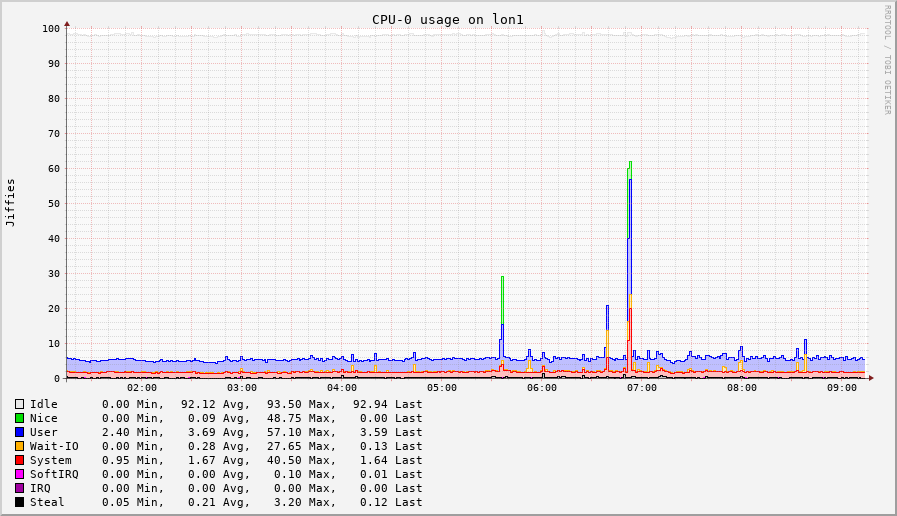 CPU-0 usage on lon1
RRDTOOL / TOBI OETIKER
Jiffies
100
90
80
70
60
50
40
30
20
10
0
02:00 03:00 04:00 05:00 06:00 07:00 08:00 09:00
Idle 0.00 Min, 92.12 Avg, 93.50 Max, 92.94 Last
Nice 0.00 Min, 0.09 Avg, 48.75 Max, 0.00 Last
User 2.40 Min, 3.69 Avg, 57.10 Max, 3.59 Last
Wait-IO 0.00 Min, 0.28 Avg, 27.65 Max, 0.13 Last
System 0.95 Min, 1.67 Avg, 40.50 Max, 1.64 Last
SoftIRQ 0.00 Min, 0.00 Avg, 0.10 Max, 0.01 Last
IRQ 0.00 Min, 0.00 Avg, 0.00 Max, 0.00 Last
Steal 0.05 Min, 0.21 Avg, 3.20 Max, 0.12 Last